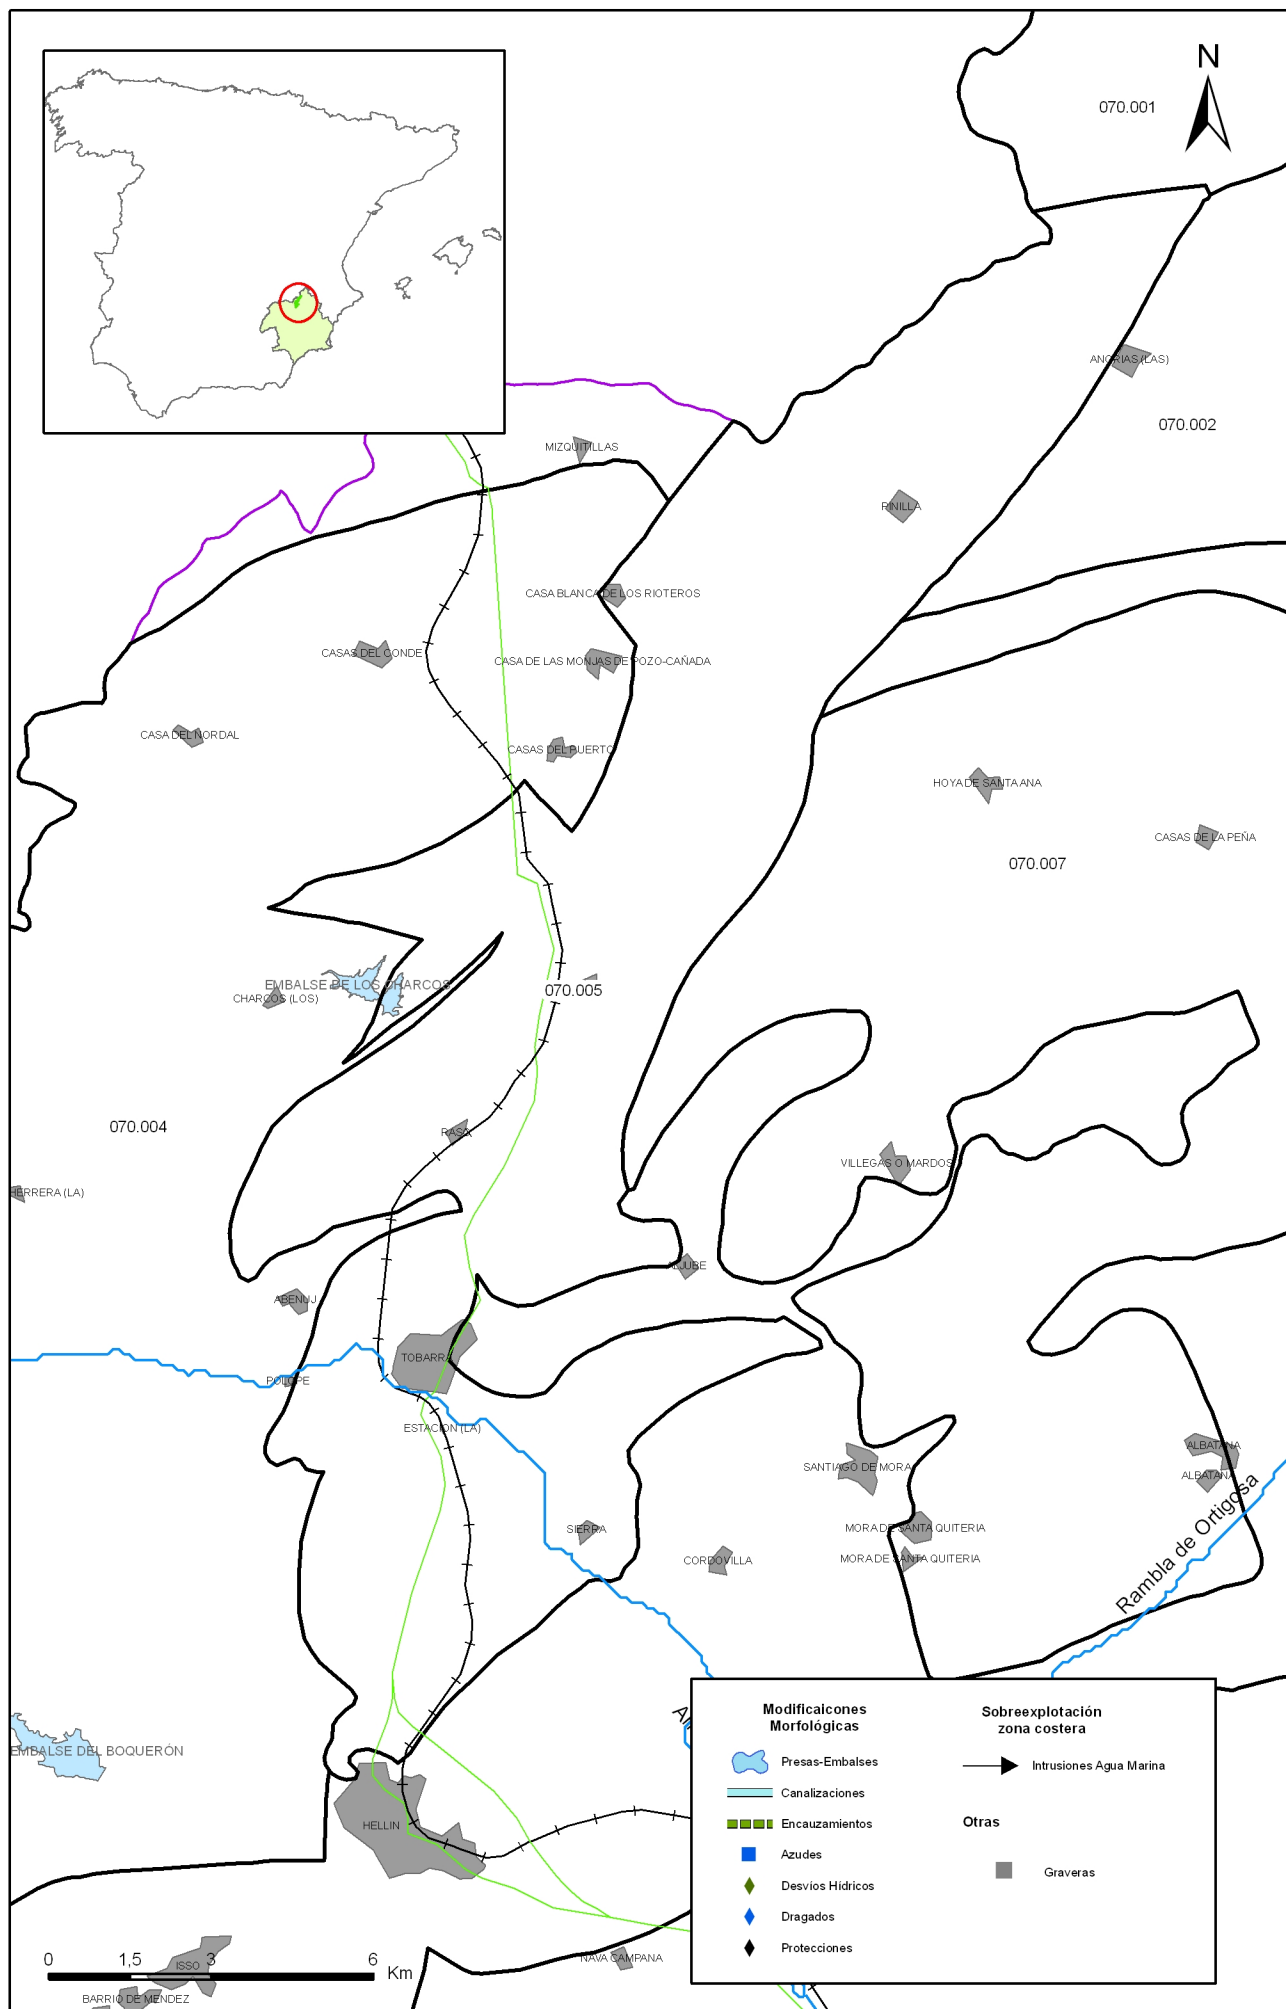 N
070.001
ANORIAS (LAS)
070.002
MIZQUITILLAS
PINILLA
CASA BLANCA DE LOS RIOTEROS
CASAS DEL CONDE
CASA DE LAS MONJAS DE POZO-CAÑADA
CASA DEL NORDAL
CASAS DEL PUERTO
HOYA DE SANTA ANA
CASAS DE LA PEÑA
070.007
EMBALSE DE LOS CHARCOS
070.005
CHARCOS (LOS)
070.004
RASA
VILLEGAS O MARDOS
HERRERA (LA)
ALJUBE
ABENUJ
TOBARRA
POLOPE
ESTACION (LA)
ALBATANA
SANTIAGO DE MORA
ALBATANA
Rambla de Ortigosa
SIERRA
MORA DE SANTA QUITERIA
CORDOVILLA
MORA DE SANTA QUITERIA
EMBALSE DEL BOQUERÓN
HELLIN
Modificaicones
Morfológicas
Presas-Embalses
Canalizaciones
Encauzamientos
Azudes
Desvíos Hídricos
Dragados
Protecciones
Sobreexplotación
zona costera
Intrusiones Agua Marina
Otras
Graveras
NAVA CAMPANA
0 1,5 3 6 Km
ISSO
BARRIO DE MENDEZ